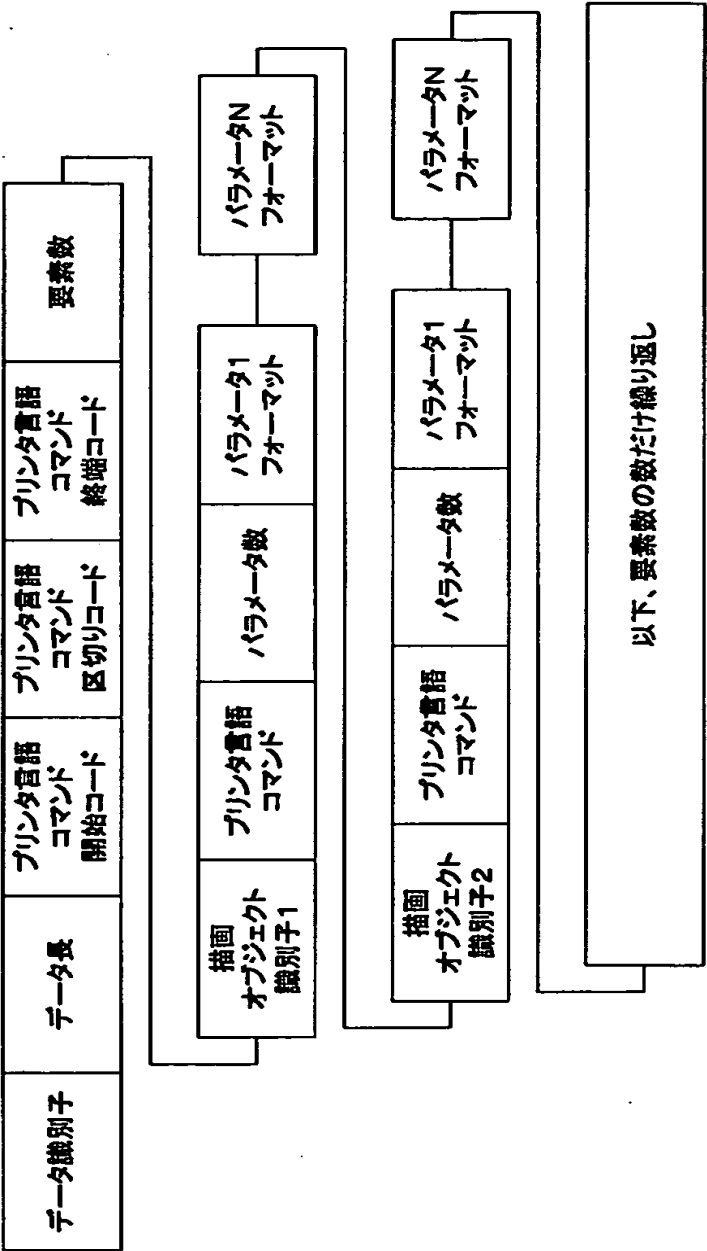 データ識別子
データ長
プリンタ言語
コマンド
開始コード
プリンタ言語
コマンド
区切りコード
プリンタ言語
コマンド
終端コード
要素数
描画
オブジェクト
識別子1
プリンタ言語
コマンド
パラメータ数
パラメータ1
フォーマット
パラメータN
フォーマット
描画
オブジェクト
識別子2
プリンタ言語
コマンド
パラメータ数
パラメータ1
フォーマット
パラメータN
フォーマット
以下、要素数の数だけ繰り返し